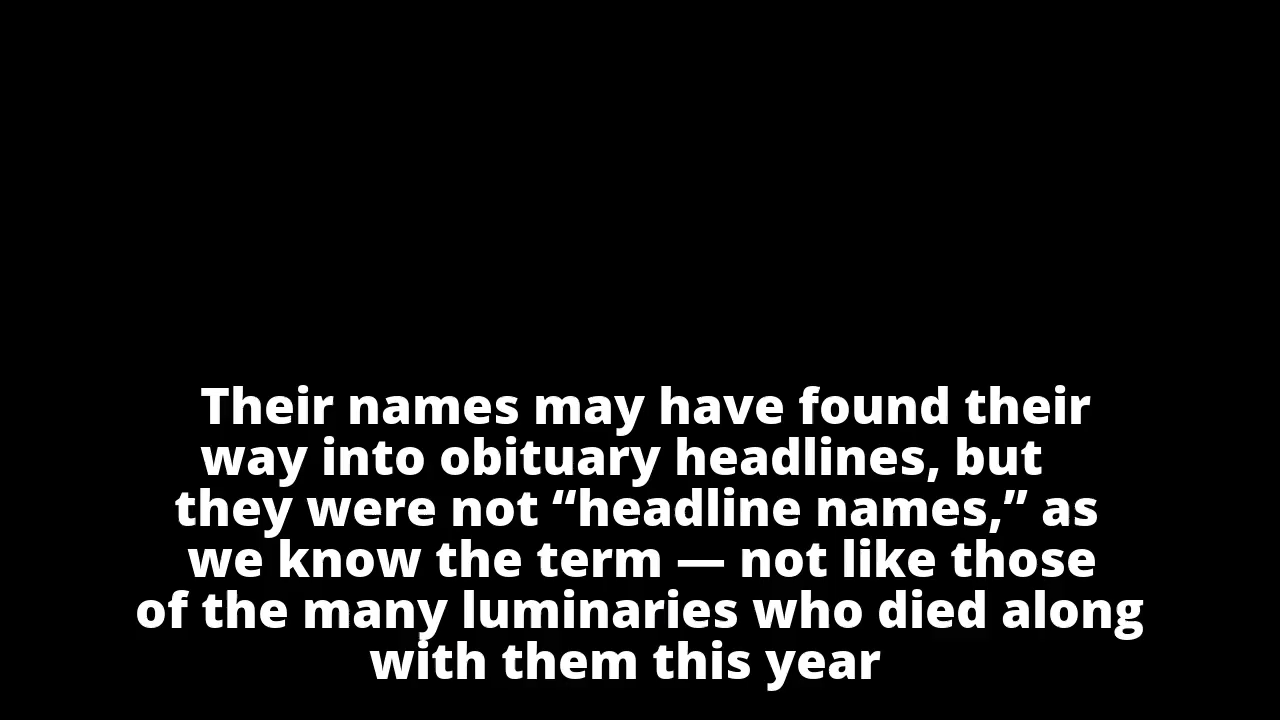 Their names may have found their
way into obituary headlines, but
they were not “headline names,” as
we know the term — not like those
of the many luminaries who died along
with them this year